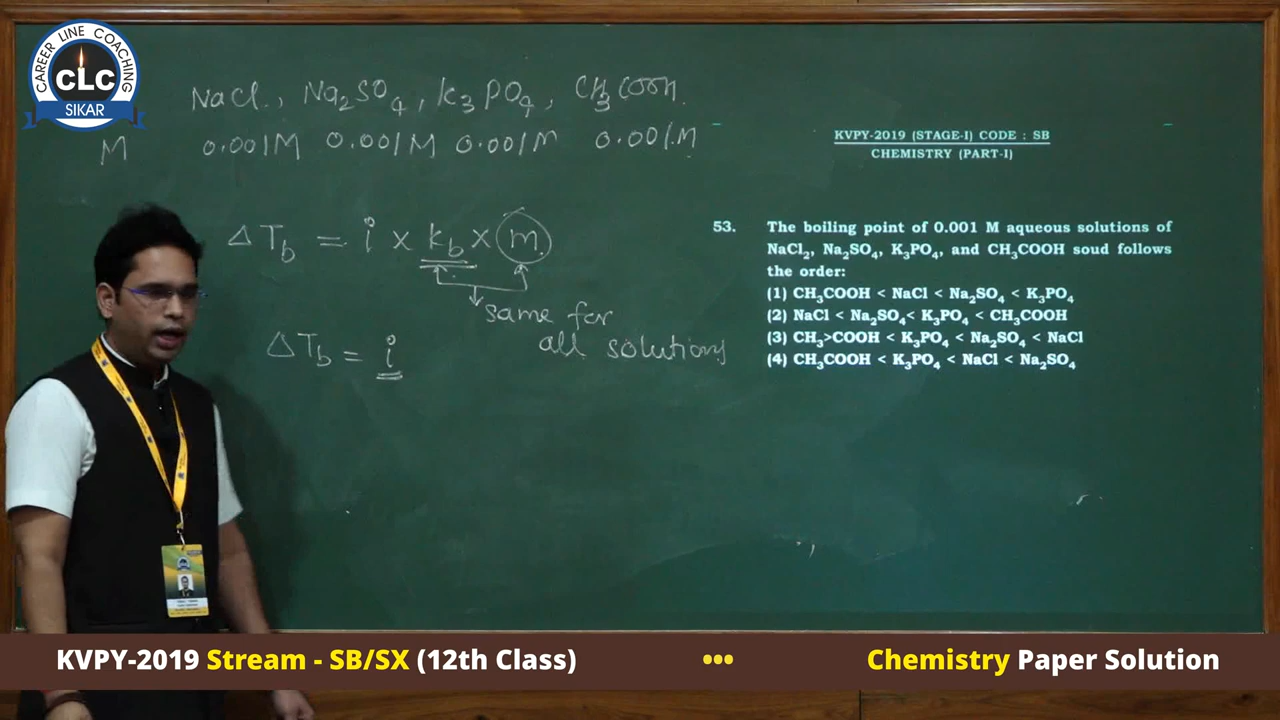 CAREER LINE COACHING
CLC
SIKAR
NaCl, Na₂SO₄, K₃PO₄, CH₃COOH.
M 0.001M 0.001M 0.001M 0.001M
ΔT_b = i × k_b × m
same for
all solutions
ΔT_b = i
KVPY-2019 (STAGE-I) CODE : SB
CHEMISTRY (PART-I)
53. The boiling point of 0.001 M aqueous solutions of
NaCl₂, Na₂SO₄, K₃PO₄, and CH₃COOH soud follows
the order:
(1) CH₃COOH < NaCl < Na₂SO₄ < K₃PO₄
(2) NaCl < Na₂SO₄< K₃PO₄ < CH₃COOH
(3) CH₃>COOH < K₃PO₄ < Na₂SO₄ < NaCl
(4) CH₃COOH < K₃PO₄ < NaCl < Na₂SO₄
KVPY-2019 Stream - SB/SX (12th Class) ••• Chemistry Paper Solution